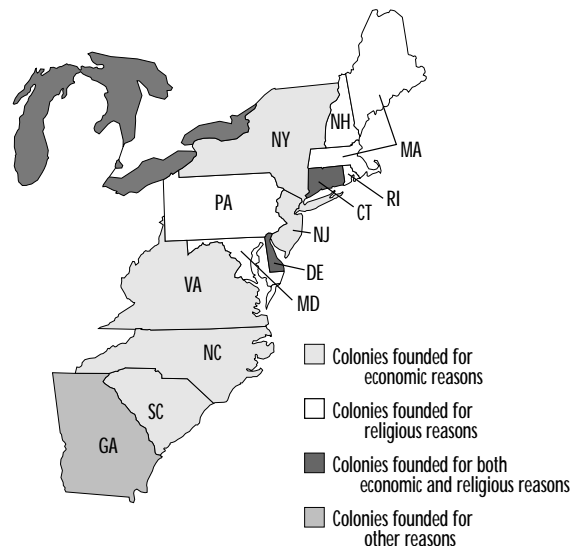 NH
NY
MA
RI
CT
PA
NJ
DE
MD
VA
NC
SC
GA
Colonies founded for
economic reasons
Colonies founded for
religious reasons
Colonies founded for both
economic and religious reasons
Colonies founded for
other reasons